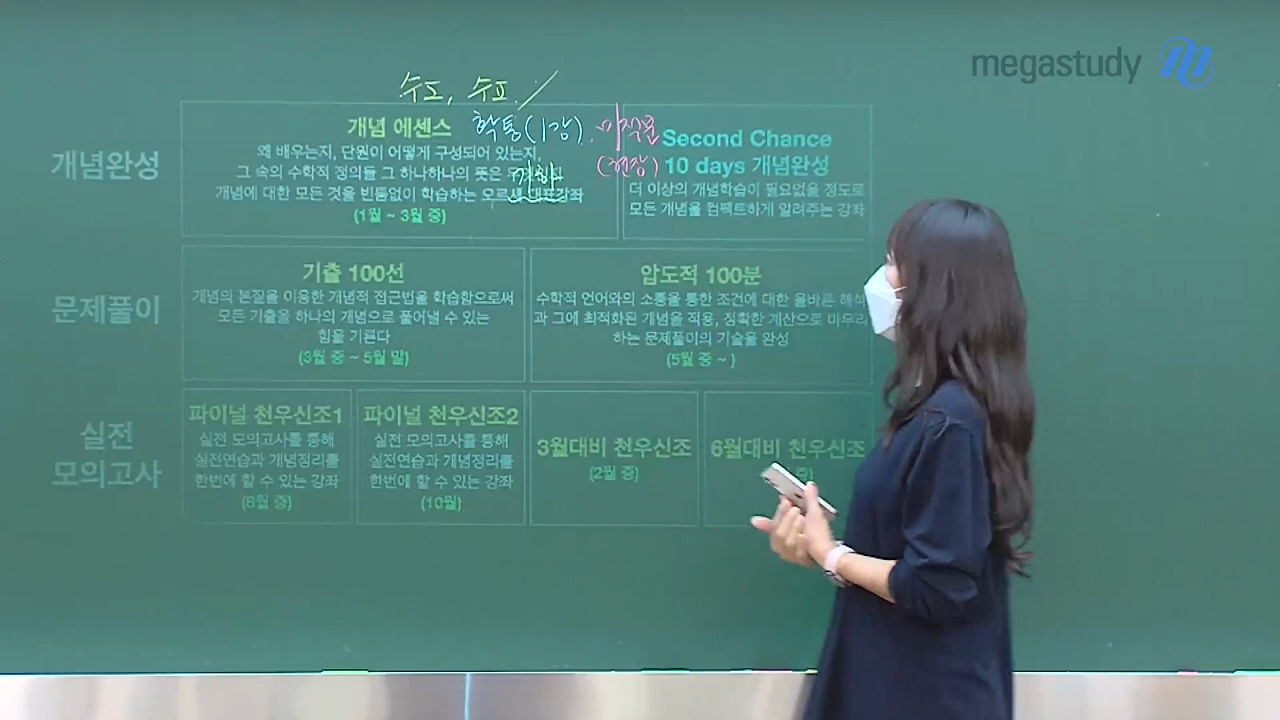 megastudy
수II, 수II
개념완성
개념 에센스 확통(1강), 미적분
왜 배우는지, 단원이 어떻게 구성되어 있는지,
그 속의 수학적 정의들 그 하나하나의 뜻은
기하
개념에 대한 모든 것을 빈틈없이 학습하는 오르새 대표강좌
(1월 ~ 3월 중)
(현장)
Second Chance
10 days 개념완성
더 이상의 개념학습이 필요없을 정도로
모든 개념을 컴팩트하게 알려주는 강좌
문제풀이
기출 100선
개념의 본질을 이용한 개념적 접근법을 학습함으로써
모든 기출을 하나의 개념으로 풀어낼 수 있는
힘을 기른다
(3월 중 ~ 5월 말)
압도적 100분
수학적 언어와의 소통을 통한 조건에 대한 올바른 해석
과 그에 최적화된 개념을 적용, 정확한 계산으로 마무리
하는 문제풀이의 기술을 완성
(5월 중 ~ )
실전
모의고사
파이널 천우신조1
실전 모의고사를 통해
실전연습과 개념정리를
한번에 할 수 있는 강좌
(8월 중)
파이널 천우신조2
실전 모의고사를 통해
실전연습과 개념정리를
한번에 할 수 있는 강좌
(10월)
3월대비 천우신조
(2월 중)
6월대비 천우신조
중)